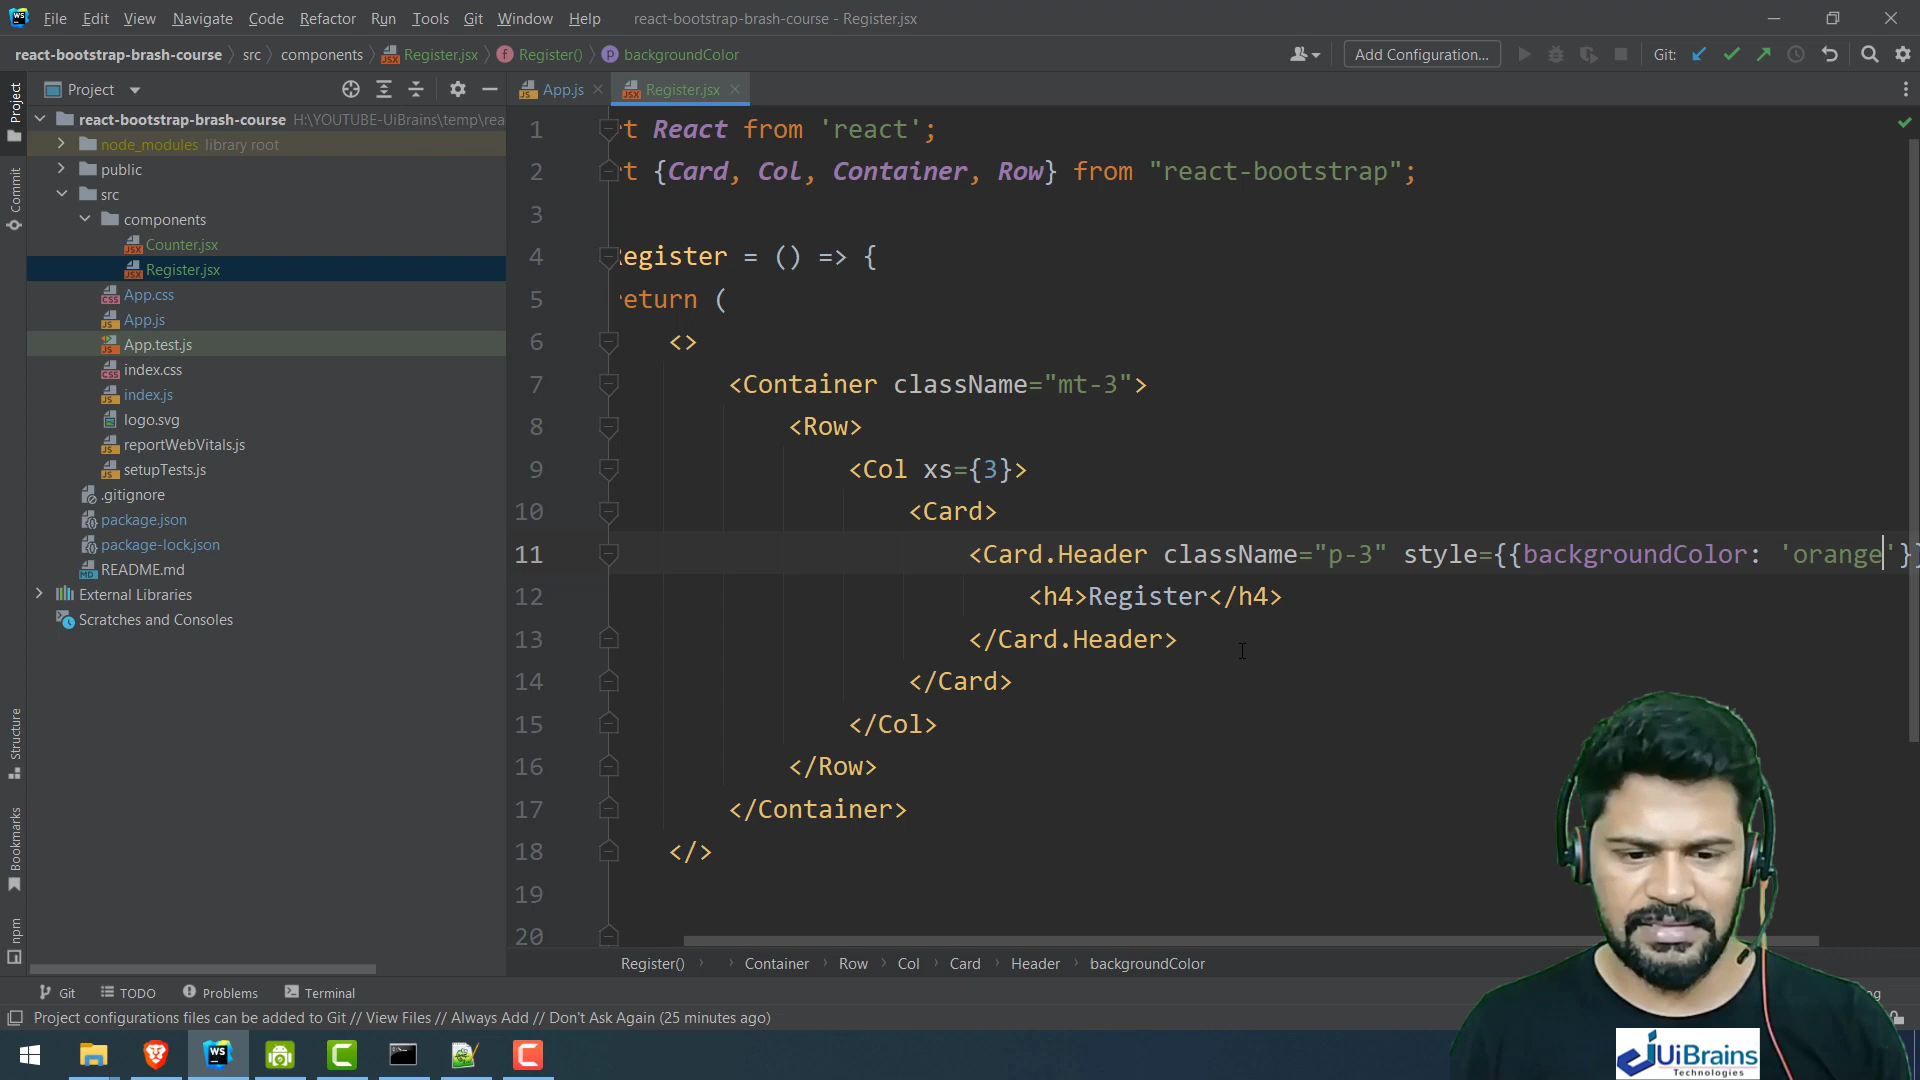 File Edit View Navigate Code Refactor Run Tools Git Window Help react-bootstrap-brash-course - Register.jsx
react-bootstrap-brash-course src components Register.jsx Register() backgroundColor Add Configuration... Git:
Project App.js Register.jsx
Project
Commit
Structure
Bookmarks
npm
react-bootstrap-brash-course H:\YOUTUBE-UiBrains\temp\rea
node_modules library root
public
src
components
Counter.jsx
Register.jsx
App.css
App.js
App.test.js
index.css
index.js
logo.svg
reportWebVitals.js
setupTests.js
.gitignore
package.json
package-lock.json
README.md
External Libraries
Scratches and Consoles
1 t React from 'react';
2 t {Card, Col, Container, Row} from "react-bootstrap";
3
4 Register = () => {
5 return (
6 <>
7 <Container className="mt-3">
8 <Row>
9 <Col xs={3}>
10 <Card>
11 <Card.Header className="p-3" style={{backgroundColor: 'orange'}}
12 <h4>Register</h4>
13 </Card.Header>
14 </Card>
15 </Col>
16 </Row>
17 </Container>
18 </>
19
20
Register() Container Row Col Card Header backgroundColor
Git TODO Problems Terminal
Project configurations files can be added to Git // View Files // Always Add // Don't Ask Again (25 minutes ago)
UiBrains
Technologies